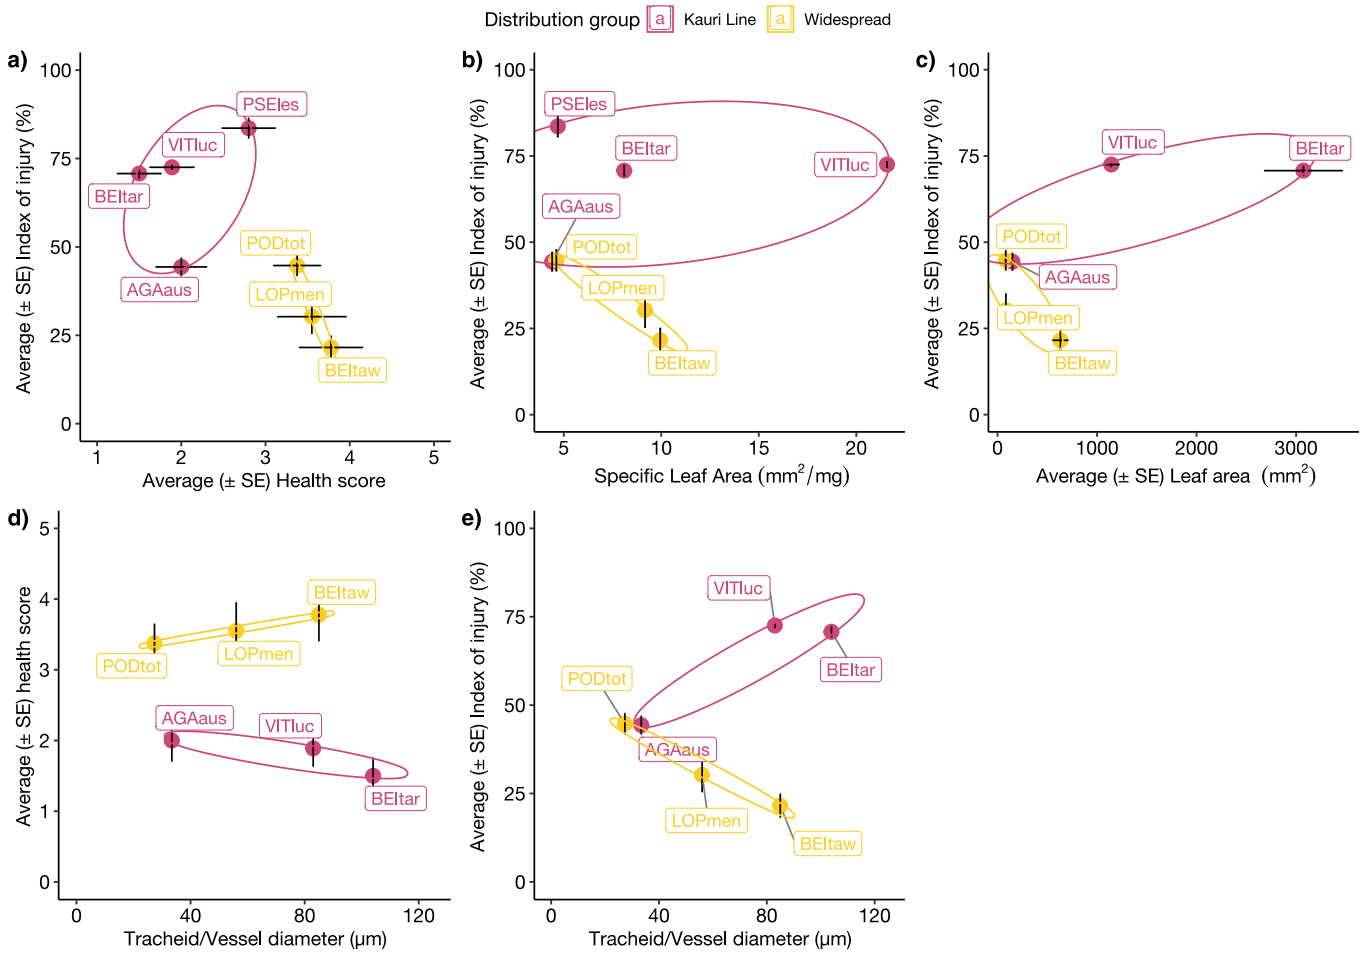 Distribution group a Kauri Line a Widespread
a)
Average (± SE) Index of injury (%)
100
75
50
25
0
PSEles
VITluc
BEItar
AGAaus
PODtot
LOPmen
BEItaw
1 2 3 4 5
Average (± SE) Health score
b)
Average (± SE) Index of injury (%)
100
75
50
25
0
PSEles
BEItar
VITluc
AGAaus
PODtot
LOPmen
BEItaw
5 10 15 20
Specific Leaf Area (mm²/mg)
c)
Average (± SE) Index of injury (%)
100
75
50
25
0
VITluc
BEItar
PODtot
AGAaus
LOPmen
BEItaw
0 1000 2000 3000
Average (± SE) Leaf area (mm²)
d)
Average (± SE) health score
5
4
3
2
1
0
BEItaw
LOPmen
PODtot
AGAaus
VITluc
BEItar
0 40 80 120
Tracheid/Vessel diameter (µm)
e)
Average (± SE) Index of injury (%)
100
75
50
25
0
VITluc
BEItar
PODtot
AGAaus
LOPmen
BEItaw
0 40 80 120
Tracheid/Vessel diameter (µm)